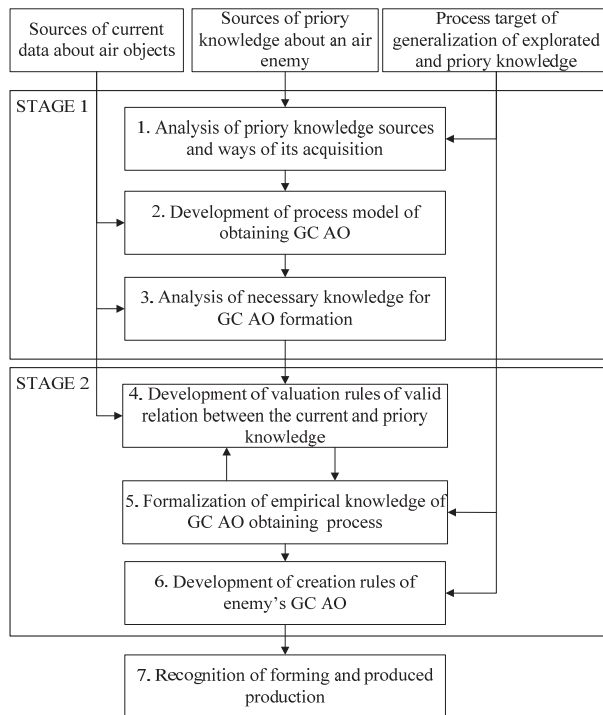 Sources of current
data about air objects
Sources of priory
knowledge about an air
enemy
Process target of
generalization of explorated
and priory knowledge
STAGE 1
1. Analysis of priory knowledge sources
and ways of its acquisition
2. Development of process model of
obtaining GC AO
3. Analysis of necessary knowledge for
GC AO formation
STAGE 2
4. Development of valuation rules of valid
relation between the current and priory
knowledge
5. Formalization of empirical knowledge of
GC AO obtaining process
6. Development of creation rules of
enemy's GC AO
7. Recognition of forming and produced
production